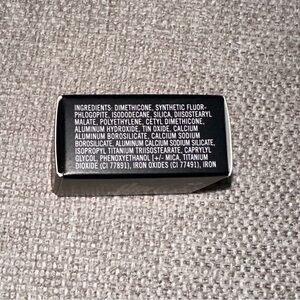 INGREDIENTS: DIMETHICONE, SYNTHETIC FLUOR-
PHLOGOPITE, ISODODECANE, SILICA, DIISOSTEARYL
MALATE, POLYETHYLENE, CETYL DIMETHICONE,
ALUMINUM HYDROXIDE, TIN OXIDE, CALCIUM
ALUMINUM BOROSILICATE, CALCIUM SODIUM
BOROSILICATE, ALUMINUM CALCIUM SODIUM SILICATE,
ISOPROPYL TITANIUM TRIISOSTEARATE, CAPRYLYL
GLYCOL, PHENOXYETHANOL [+/- MICA, TITANIUM
DIOXIDE (CI 77891), IRON OXIDES (CI 77491), IRON